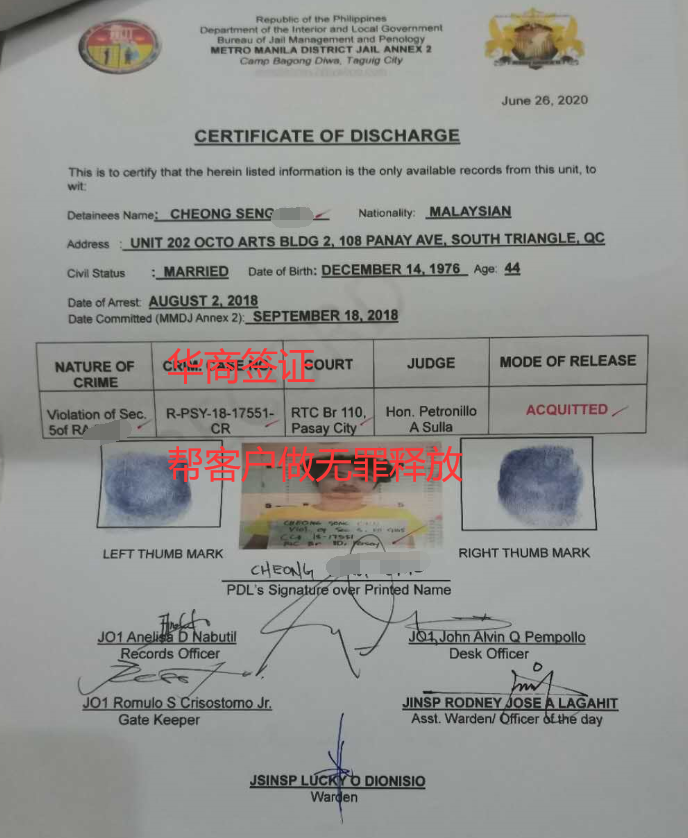 Republic of the Philippines
Department of the Interior and Local Government
Bureau of Jail Management and Penology
METRO MANILA DISTRICT JAIL ANNEX 2
Camp Bagong Diwa, Taguig City
June 26, 2020
CERTIFICATE OF DISCHARGE
This is to certify that the herein listed information is the only available records from this unit, to
wit:
Detainees Name: CHEONG SENG Nationality: MALAYSIAN
Address : UNIT 202 OCTO ARTS BLDG 2, 108 PANAY AVE, SOUTH TRIANGLE, QC
Civil Status : MARRIED Date of Birth: DECEMBER 14, 1976 Age: 44
Date of Arrest: AUGUST 2, 2018
Date Committed (MMDJ Annex 2): SEPTEMBER 18, 2018
华商签证
NATURE OF CRIME
CRIM. CASE NO.
COURT
JUDGE
MODE OF RELEASE
Violation of Sec.
5of RA
R-PSY-18-17551-
CR
RTC Br 110,
Pasay City
Hon. Petronillo
A Sulla
ACQUITTED
帮客户做无罪释放
CHEONG SENG
LEFT THUMB MARK
RIGHT THUMB MARK
CHEONG
PDL's Signature over Printed Name
JO1 Anelisa D Nabutil
Records Officer
JO1 John Alvin Q Pempollo
Desk Officer
JO1 Romulo S Crisostomo Jr.
Gate Keeper
JINSP RODNEY JOSE A LAGAHIT
Asst. Warden/ Officer of the day
JSINSP LUCKY O DIONISIO
Warden